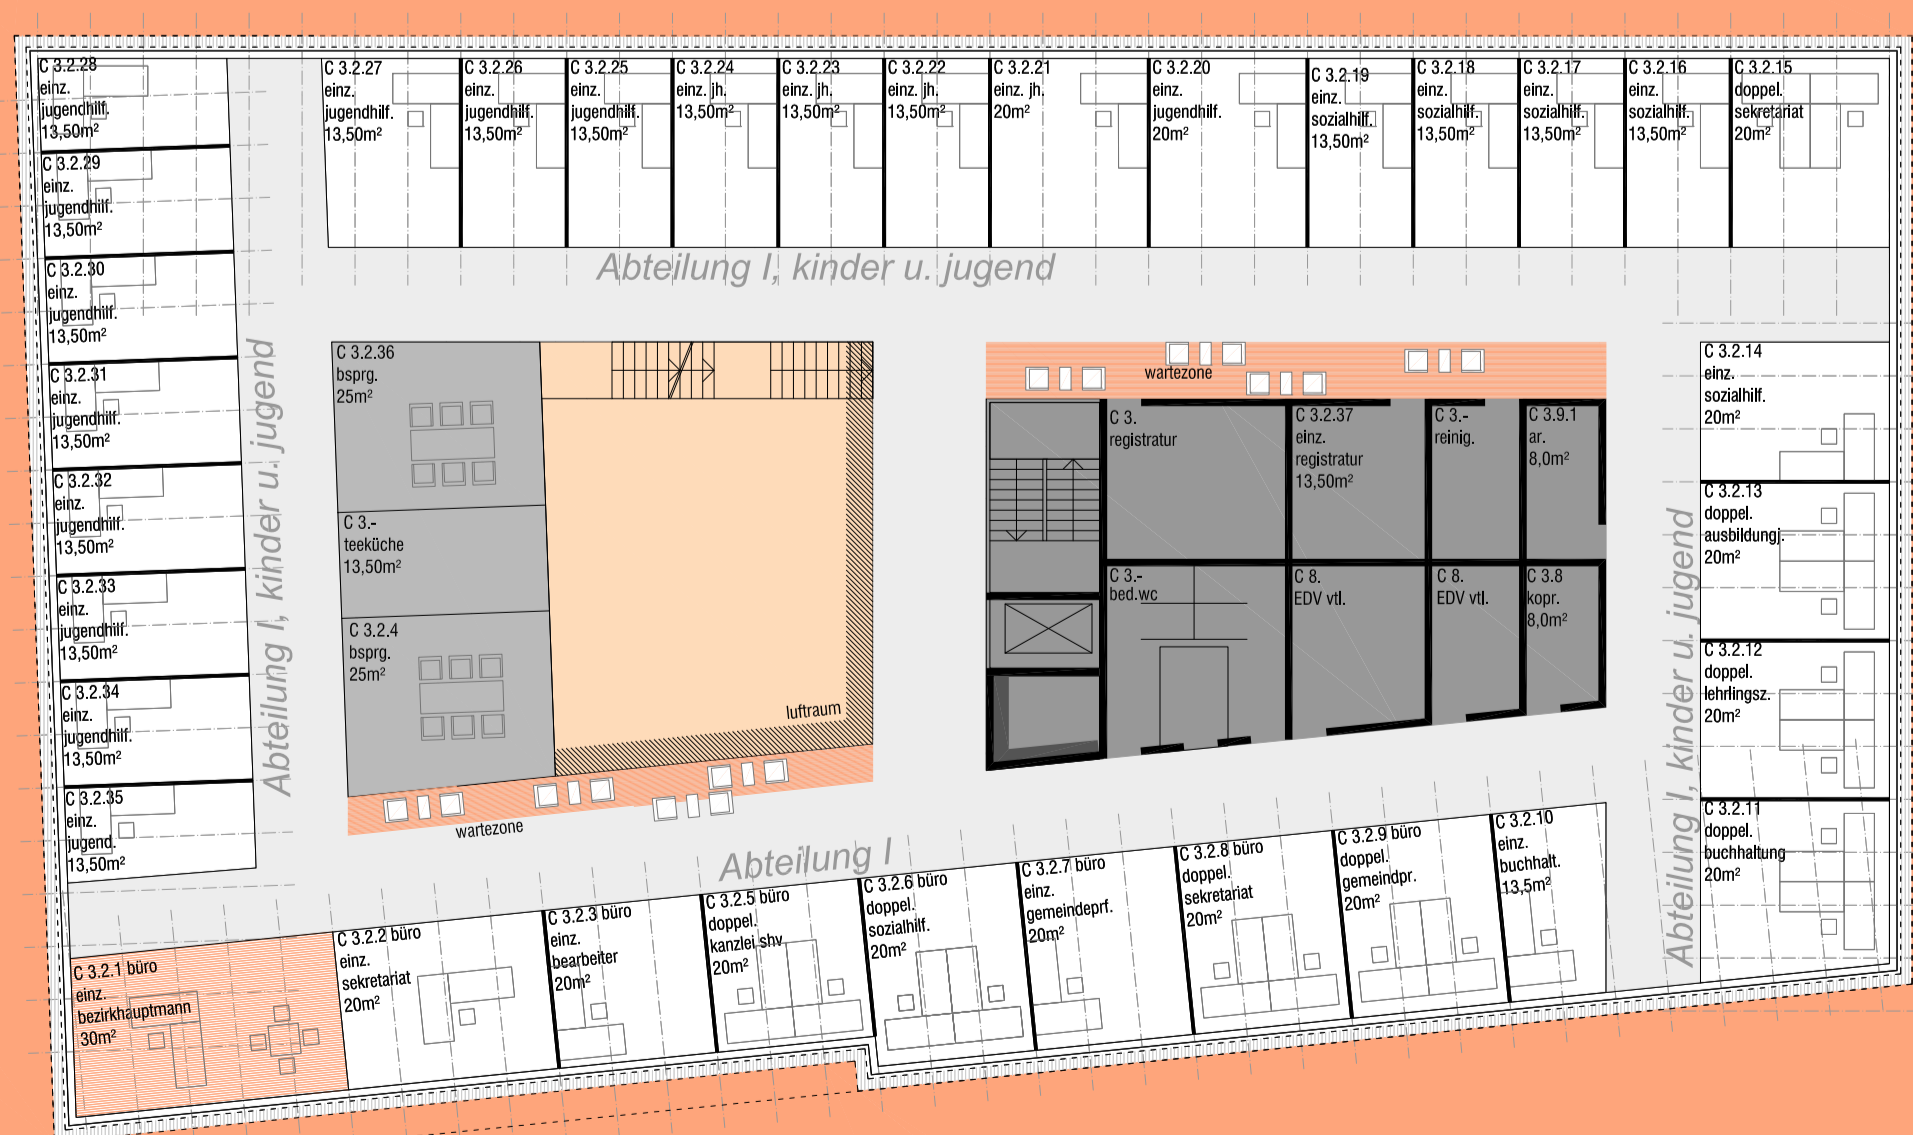 C 3.2.28
einz.
jugendhilf.
13,50m²
C 3.2.27
einz.
jugendhilf.
13,50m²
C 3.2.26
einz.
jugendhilf.
13,50m²
C 3.2.25
einz.
jugendhilf.
13,50m²
C 3.2.24
einz. jh.
13,50m²
C 3.2.23
einz. jh.
13,50m²
C 3.2.22
einz. jh.
13,50m²
C 3.2.21
einz. jh.
20m²
C 3.2.20
einz.
jugendhilf.
20m²
C 3.2.19
einz.
sozialhilf.
13,50m²
C 3.2.18
einz.
sozialhilf.
13,50m²
C 3.2.17
einz.
sozialhilf.
13,50m²
C 3.2.16
einz.
sozialhilf.
13,50m²
C 3.2.15
doppel.
sekretariat
20m²
C 3.2.29
einz.
jugendhilf.
13,50m²
C 3.2.30
einz.
jugendhilf.
13,50m²
C 3.2.31
einz.
jugendhilf.
13,50m²
C 3.2.32
einz.
jugendhilf.
13,50m²
C 3.2.33
einz.
jugendhilf.
13,50m²
C 3.2.34
einz.
jugendhilf.
13,50m²
C 3.2.35
einz.
jugend.
13,50m²
Abteilung I, kinder u. jugend
Abteilung I, kinder u. jugend
C 3.2.36
bsprg.
25m²
C 3.-
teeküche
13,50m²
C 3.2.4
bsprg.
25m²
luftraum
wartezone
wartezone
C 3.
registratur
C 3.2.37
einz.
registratur
13,50m²
C 3.-
reinig.
C 3.9.1
ar.
8,0m²
C 3.-
bed.wc
C 8.
EDV vtl.
C 8.
EDV vtl.
C 3.8
kopr.
8,0m²
C 3.2.14
einz.
sozialhilf.
20m²
C 3.2.13
doppel.
ausbildungj.
20m²
C 3.2.12
doppel.
lehrlingsz.
20m²
C 3.2.11
doppel.
buchhaltung
20m²
Abteilung I, kinder u. jugend
Abteilung I
C 3.2.1 büro
einz.
bezirkhauptmann
30m²
C 3.2.2 büro
einz.
sekretariat
20m²
C 3.2.3 büro
einz.
bearbeiter
20m²
C 3.2.5 büro
doppel.
kanzlei shv
20m²
C 3.2.6 büro
doppel.
sozialhilf.
20m²
C 3.2.7 büro
einz.
gemeindeprf.
20m²
C 3.2.8 büro
doppel.
sekretariat
20m²
C 3.2.9 büro
doppel.
gemeindpr.
20m²
C 3.2.10
einz.
buchhalt.
13,5m²